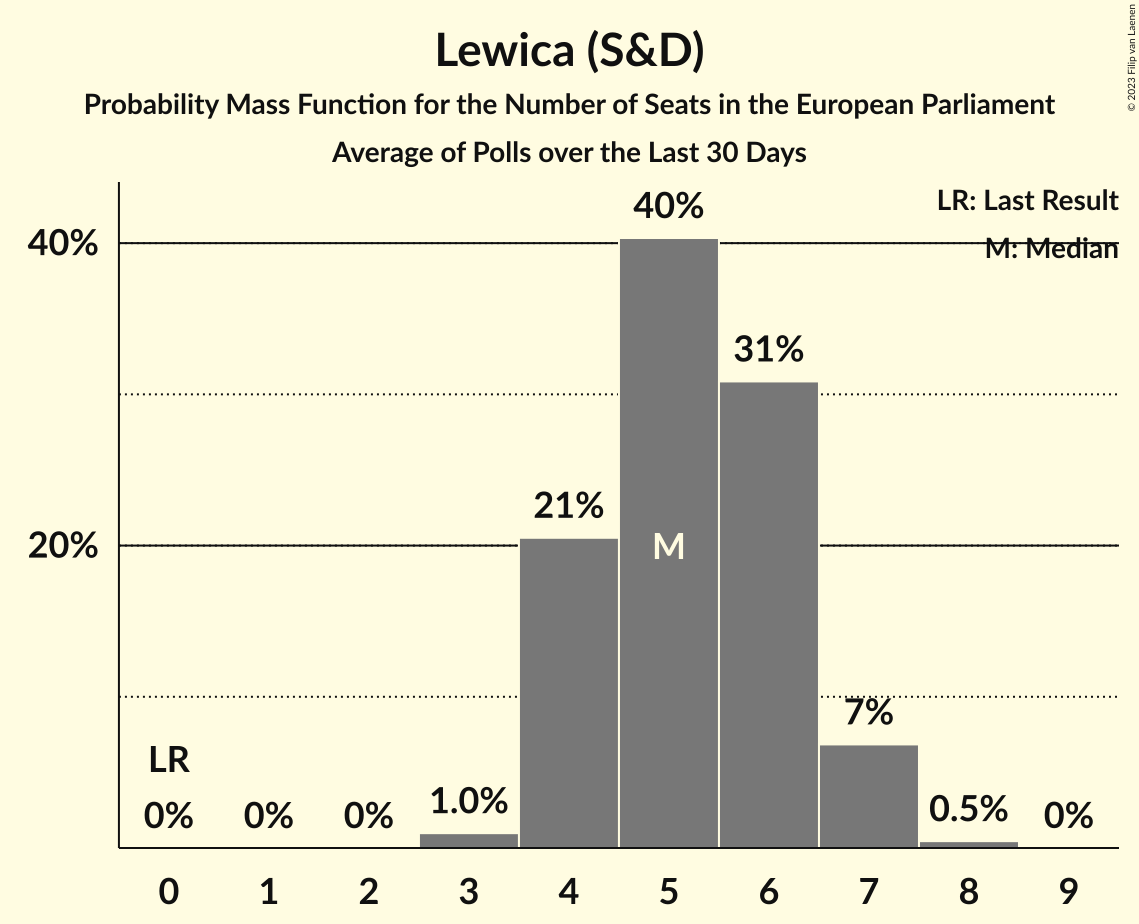 Lewica (S&D)
Probability Mass Function for the Number of Seats in the European Parliament
Average of Polls over the Last 30 Days
© 2023 Filip van Laenen
LR: Last Result
M: Median
40%
20%
40%
31%
21%
M
7%
LR
0%
0%
0%
1.0%
0.5%
0%
0 1 2 3 4 5 6 7 8 9